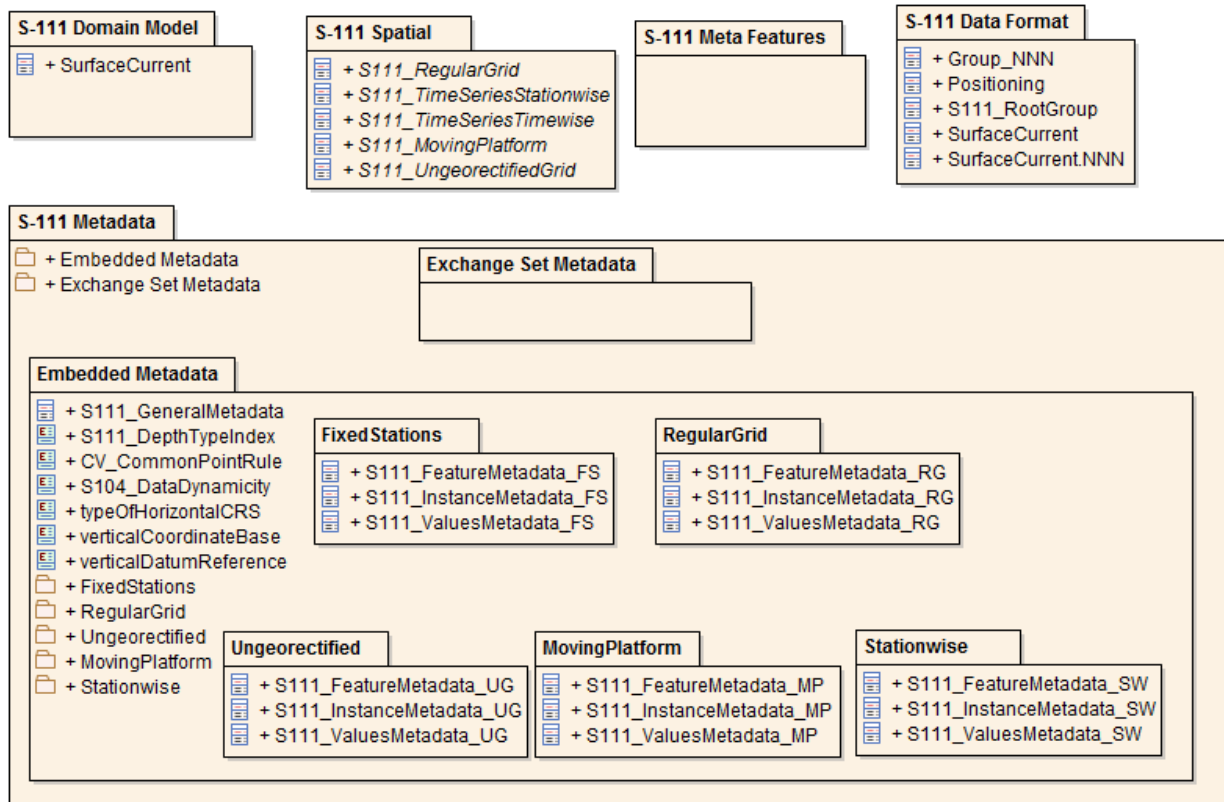 S-111 Domain Model
+ SurfaceCurrent
S-111 Spatial
+ S111_RegularGrid
+ S111_TimeSeriesStationwise
+ S111_TimeSeriesTimewise
+ S111_MovingPlatform
+ S111_UngeorectifiedGrid
S-111 Meta Features
S-111 Data Format
+ Group_NNN
+ Positioning
+ S111_RootGroup
+ SurfaceCurrent
+ SurfaceCurrent.NNN
S-111 Metadata
+ Embedded Metadata
+ Exchange Set Metadata
Exchange Set Metadata
Embedded Metadata
+ S111_GeneralMetadata
+ S111_DepthTypeIndex
+ CV_CommonPointRule
+ S104_DataDynamicity
+ typeOfHorizontalCRS
+ verticalCoordinateBase
+ verticalDatumReference
+ FixedStations
+ RegularGrid
+ Ungeorectified
+ MovingPlatform
+ Stationwise
FixedStations
+ S111_FeatureMetadata_FS
+ S111_InstanceMetadata_FS
+ S111_ValuesMetadata_FS
RegularGrid
+ S111_FeatureMetadata_RG
+ S111_InstanceMetadata_RG
+ S111_ValuesMetadata_RG
Ungeorectified
+ S111_FeatureMetadata_UG
+ S111_InstanceMetadata_UG
+ S111_ValuesMetadata_UG
MovingPlatform
+ S111_FeatureMetadata_MP
+ S111_InstanceMetadata_MP
+ S111_ValuesMetadata_MP
Stationwise
+ S111_FeatureMetadata_SW
+ S111_InstanceMetadata_SW
+ S111_ValuesMetadata_SW